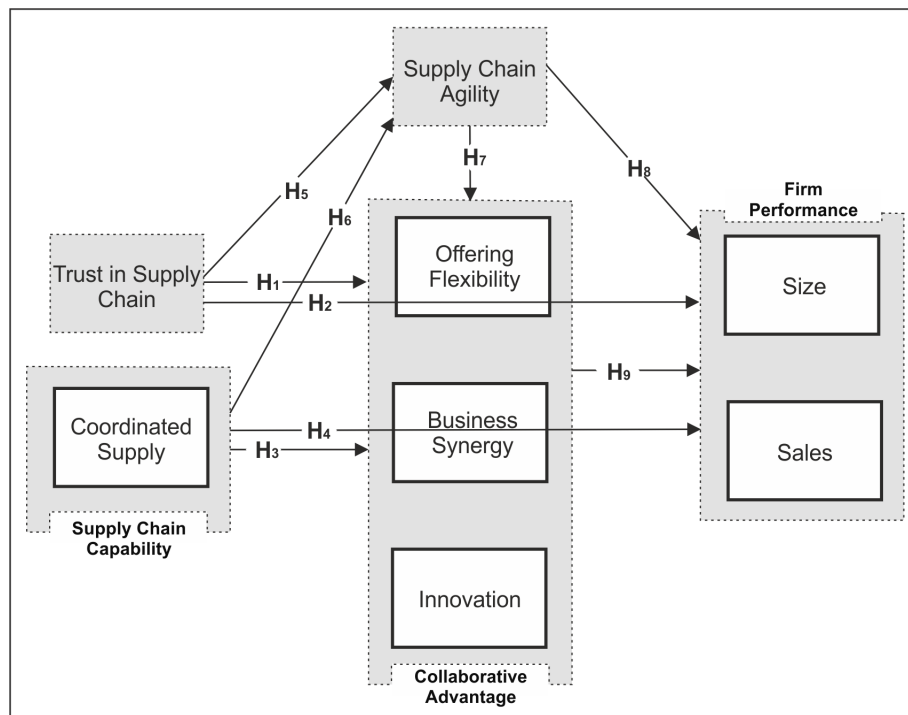 Supply Chain
Agility
H7
H8
H5
H6
Firm
Performance
Trust in Supply
Chain
H1
H2
Offering
Flexibility
Size
H9
Coordinated
Supply
H4
H3
Business
Synergy
Sales
Supply Chain
Capability
Innovation
Collaborative
Advantage